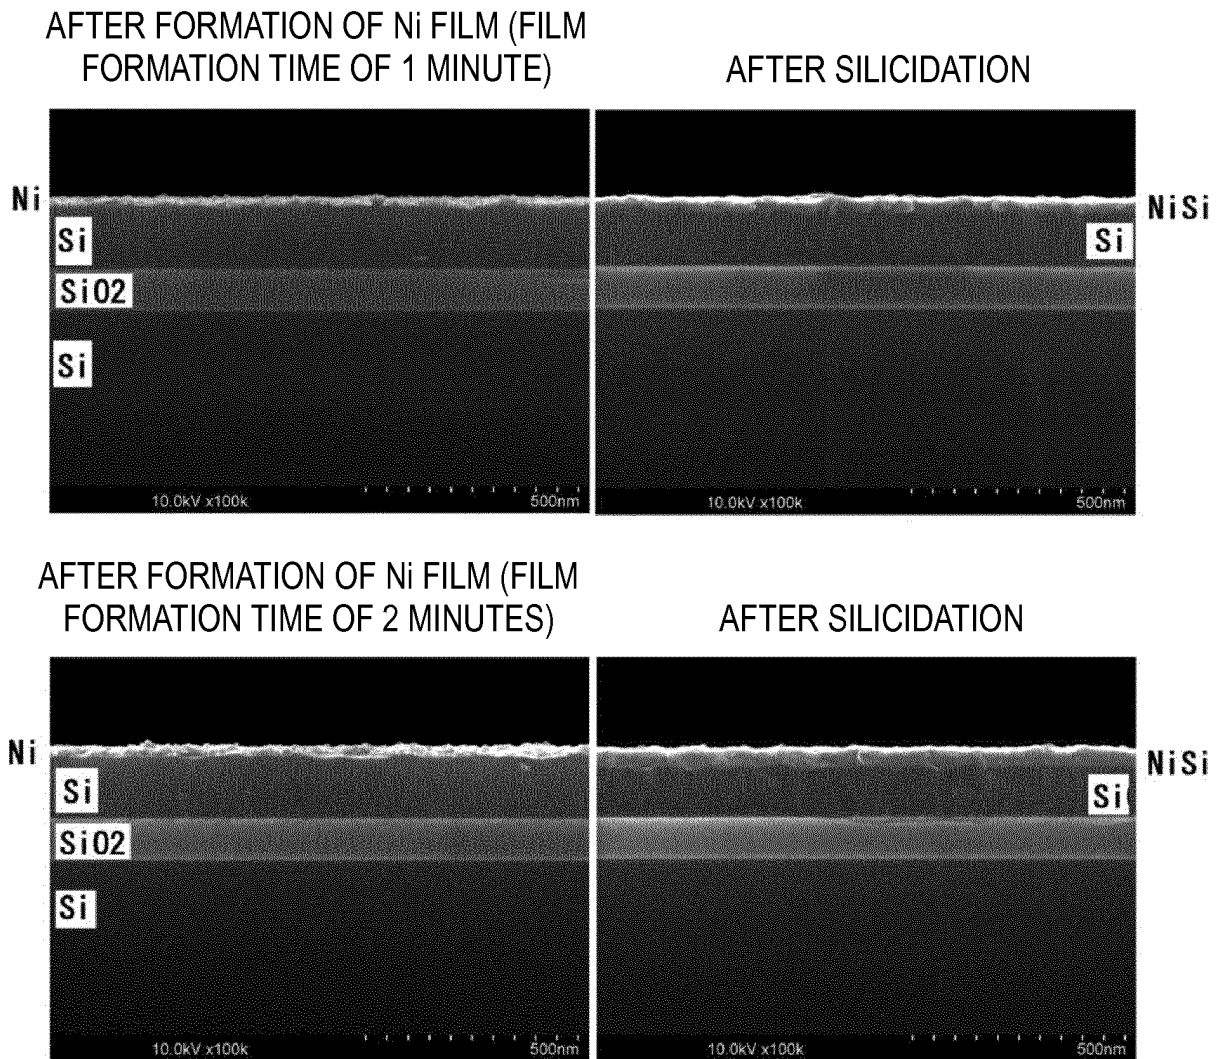 AFTER FORMATION OF Ni FILM (FILM
FORMATION TIME OF 1 MINUTE)
AFTER SILICIDATION
Ni
Si
SiO2
Si
10.0kV x100k
500nm
NiSi
Si
10.0kV x100k
500nm
AFTER FORMATION OF Ni FILM (FILM
FORMATION TIME OF 2 MINUTES)
AFTER SILICIDATION
Ni
Si
SiO2
Si
10.0kV x100k
500nm
NiSi
Si
10.0kV x100k
500nm